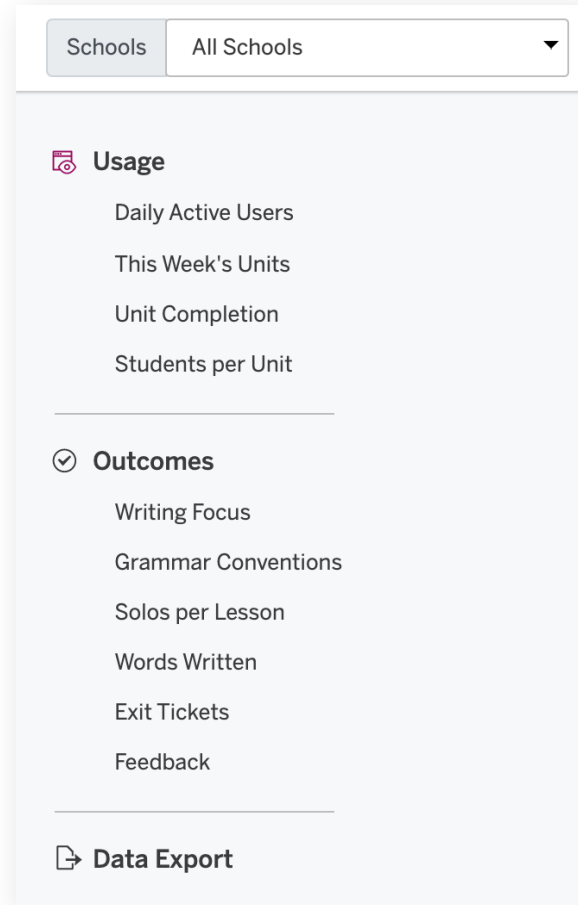 Schools All Schools
Usage
Daily Active Users
This Week's Units
Unit Completion
Students per Unit
Outcomes
Writing Focus
Grammar Conventions
Solos per Lesson
Words Written
Exit Tickets
Feedback
Data Export